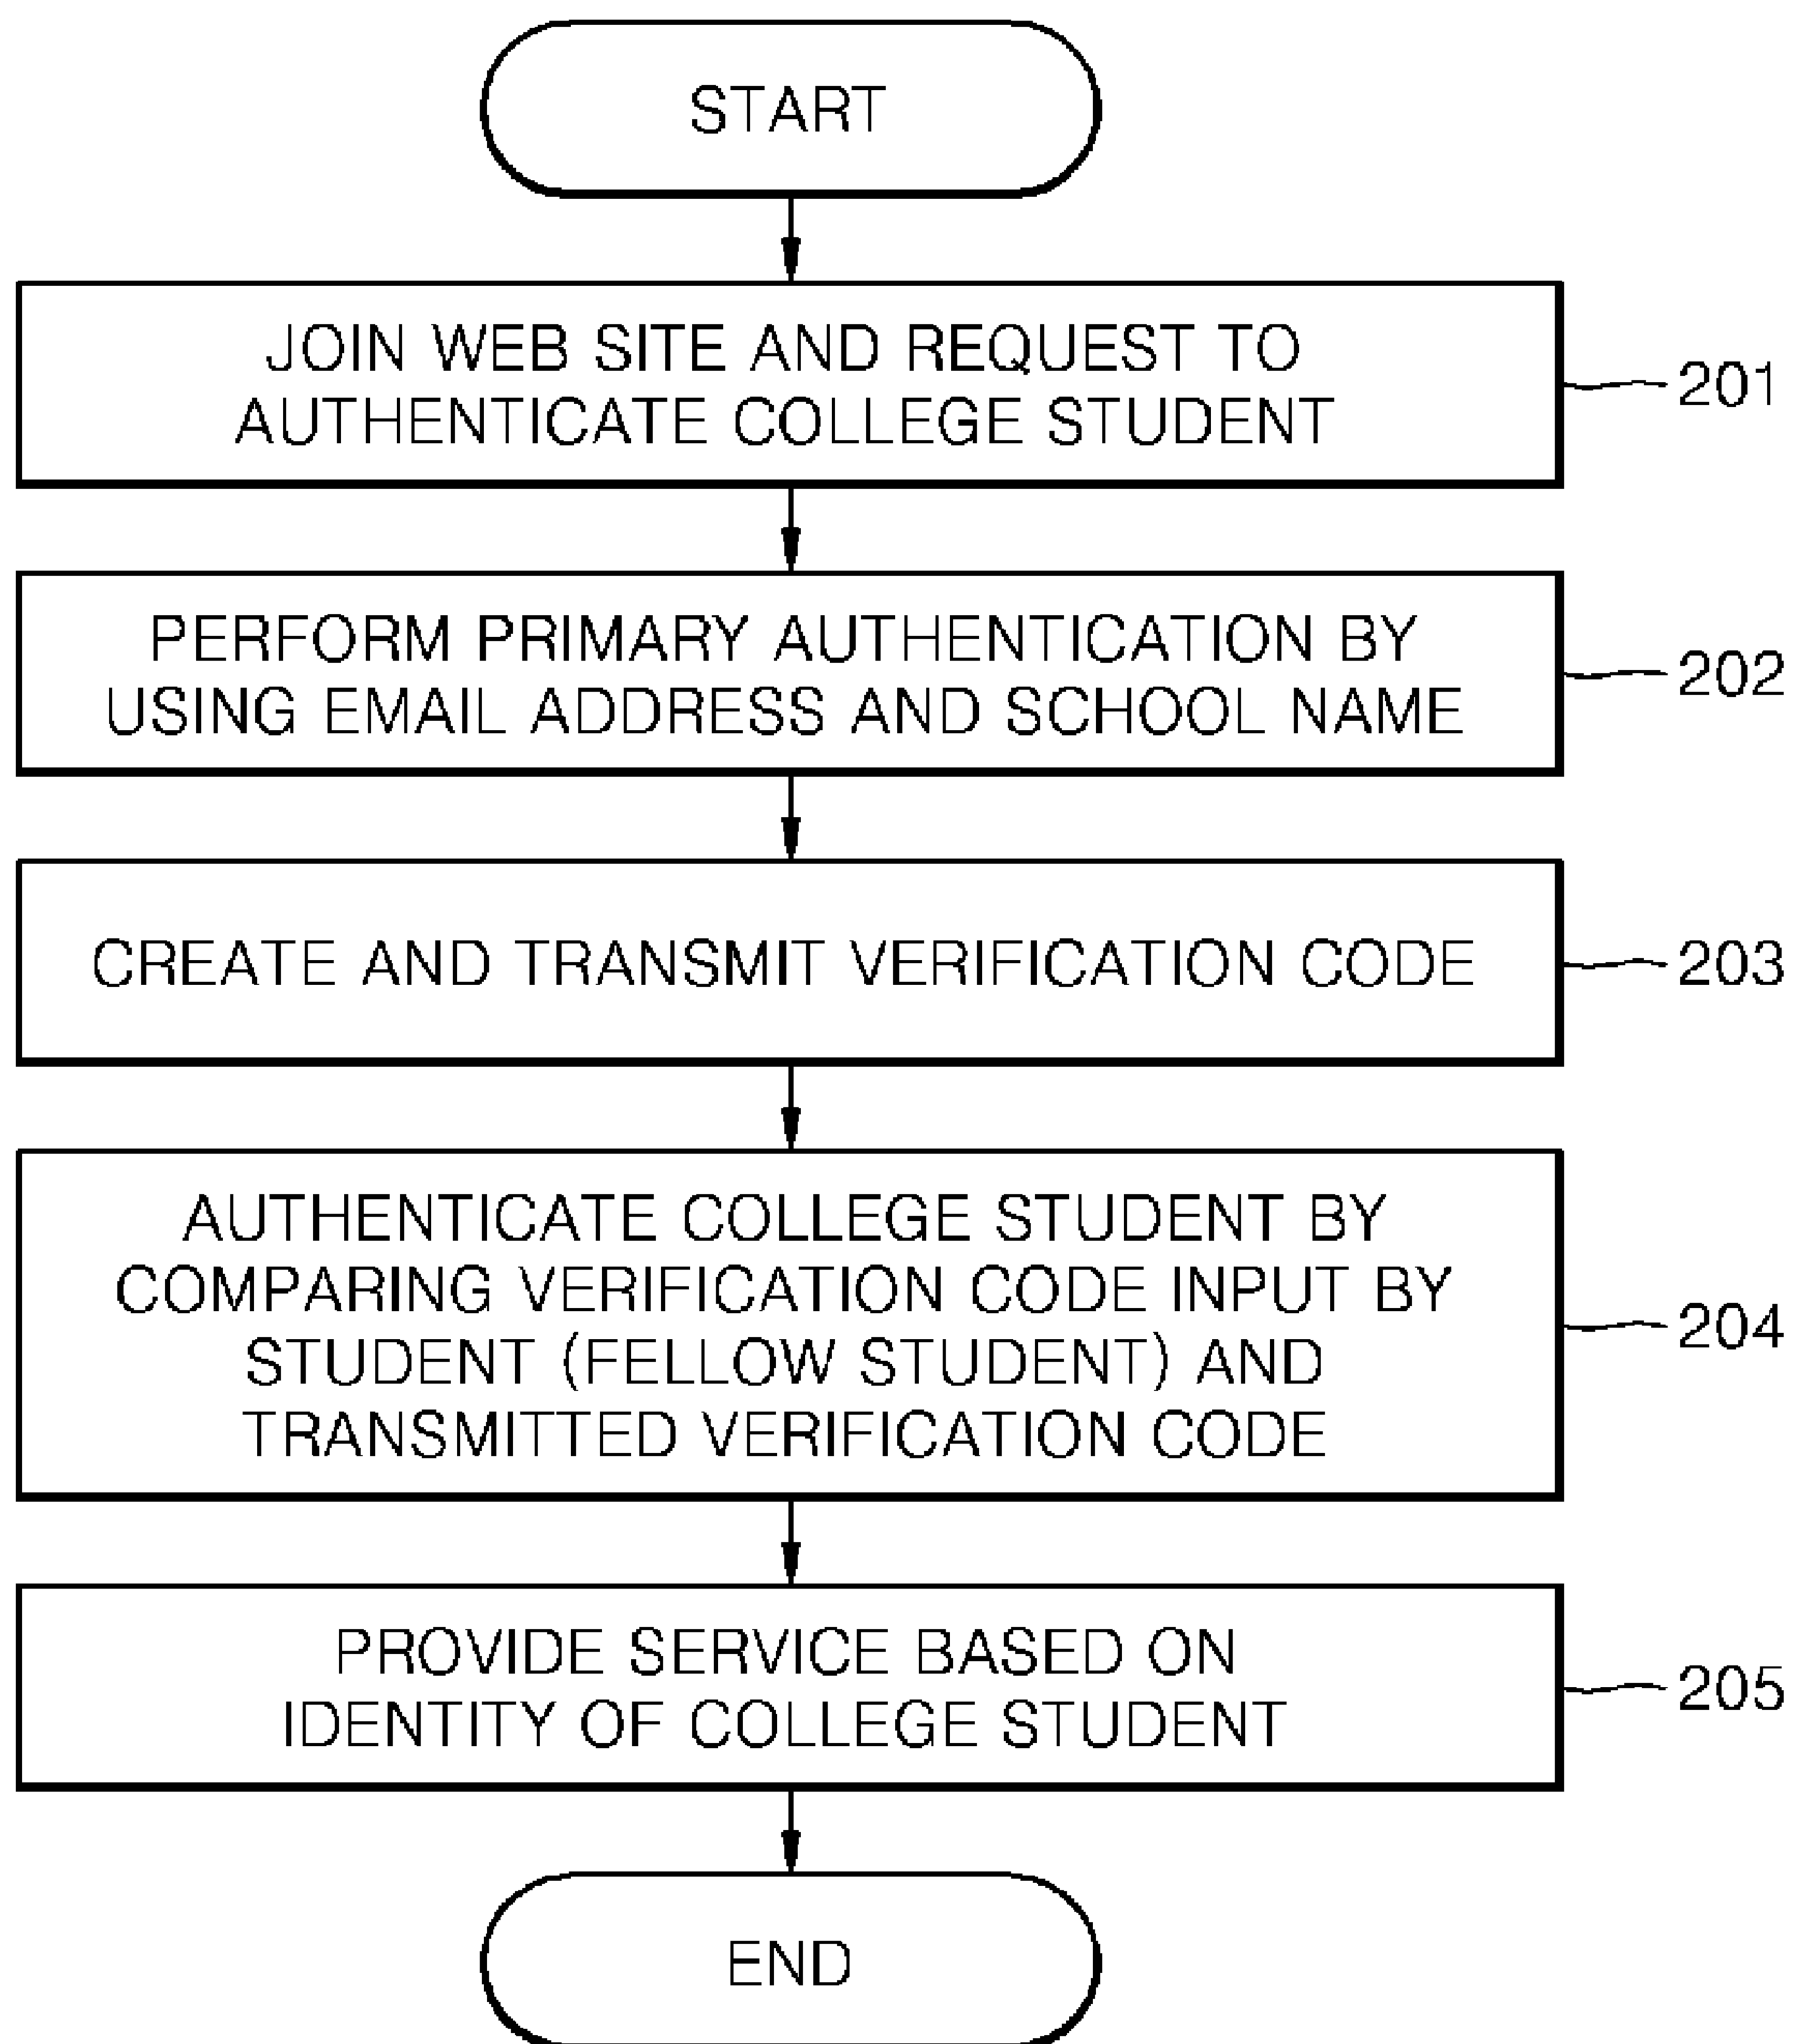 START
JOIN WEB SITE AND REQUEST TO
AUTHENTICATE COLLEGE STUDENT
201
PERFORM PRIMARY AUTHENTICATION BY
USING EMAIL ADDRESS AND SCHOOL NAME
202
CREATE AND TRANSMIT VERIFICATION CODE
203
AUTHENTICATE COLLEGE STUDENT BY
COMPARING VERIFICATION CODE INPUT BY
STUDENT (FELLOW STUDENT) AND
TRANSMITTED VERIFICATION CODE
204
PROVIDE SERVICE BASED ON
IDENTITY OF COLLEGE STUDENT
205
END